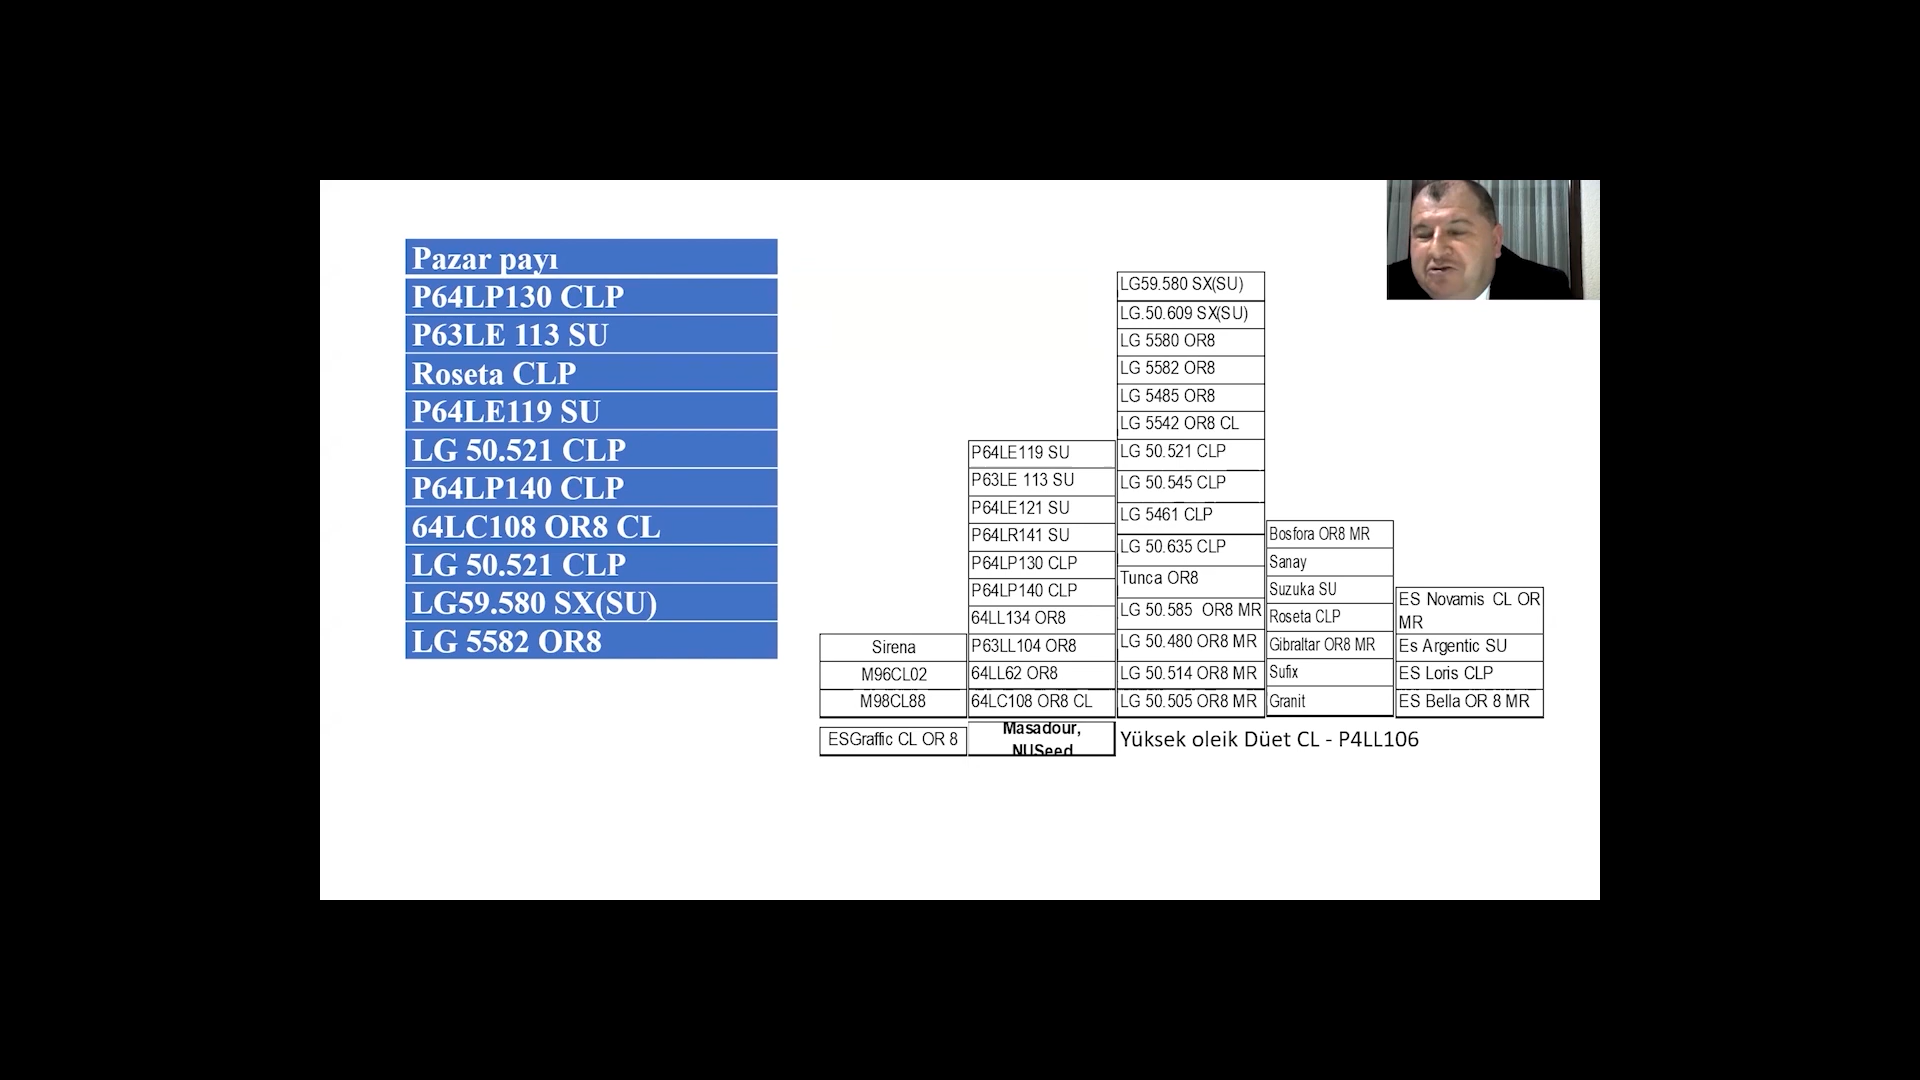 Pazar payı
P64LP130 CLP
P63LE 113 SU
Roseta CLP
P64LE119 SU
LG 50.521 CLP
P64LP140 CLP
64LC108 OR8 CL
LG 50.521 CLP
LG59.580 SX(SU)
LG 5582 OR8
Sirena
M96CL02
M98CL88
ESGraffic CL OR 8
P64LE119 SU
P63LE 113 SU
P64LE121 SU
P64LR141 SU
P64LP130 CLP
P64LP140 CLP
64LL134 OR8
P63LL104 OR8
64LL62 OR8
64LC108 OR8 CL
Masadour,
NUSeed
LG59.580 SX(SU)
LG.50.609 SX(SU)
LG 5580 OR8
LG 5582 OR8
LG 5485 OR8
LG 5542 OR8 CL
LG 50.521 CLP
LG 50.545 CLP
LG 5461 CLP
LG 50.635 CLP
Tunca OR8
LG 50.585 OR8 MR
LG 50.480 OR8 MR
LG 50.514 OR8 MR
LG 50.505 OR8 MR
Bosfora OR8 MR
Sanay
Suzuka SU
Roseta CLP
Gibraltar OR8 MR
Sufix
Granit
ES Novamis CL OR
MR
Es Argentic SU
ES Loris CLP
ES Bella OR 8 MR
Yüksek oleik Düet CL - P4LL106